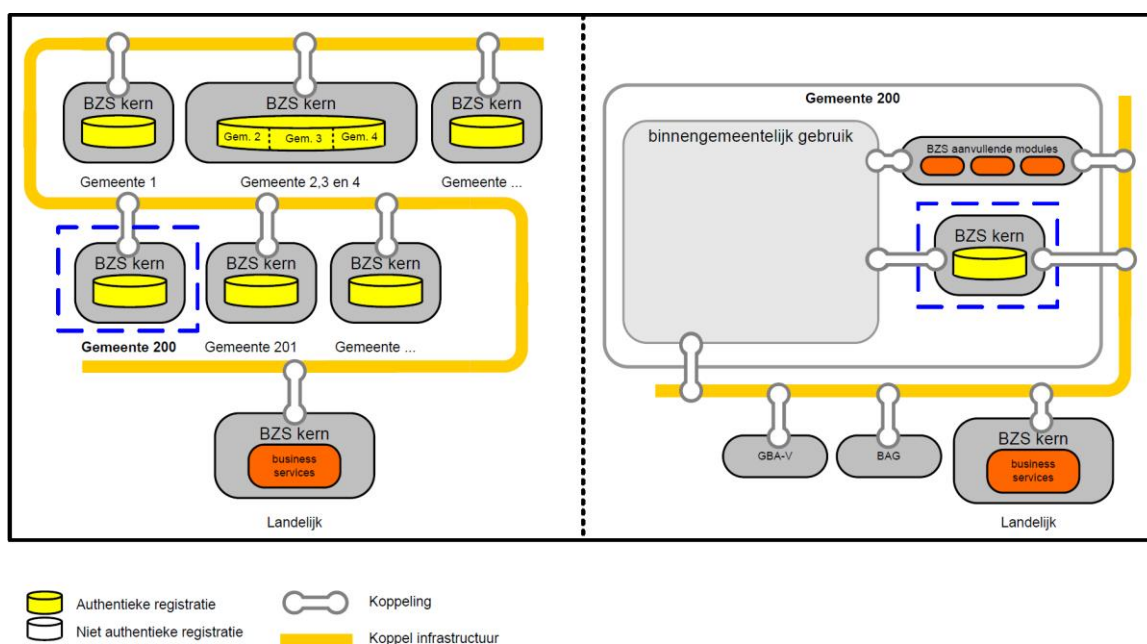 BZS kern
BZS kern
BZS kern
Gem. 2
Gem. 3
Gem. 4
Gemeente 1
Gemeente 2,3 en 4
Gemeente ...
BZS kern
BZS kern
BZS kern
Gemeente 200
Gemeente 201
Gemeente ...
BZS kern
business
services
Landelijk
Gemeente 200
binnengemeentelijk gebruik
BZS aanvullende modules
BZS kern
GBA-V
BAG
BZS kern
business
services
Landelijk
Authentieke registratie
Koppeling
Niet authentieke registratie
Koppel infrastructuur